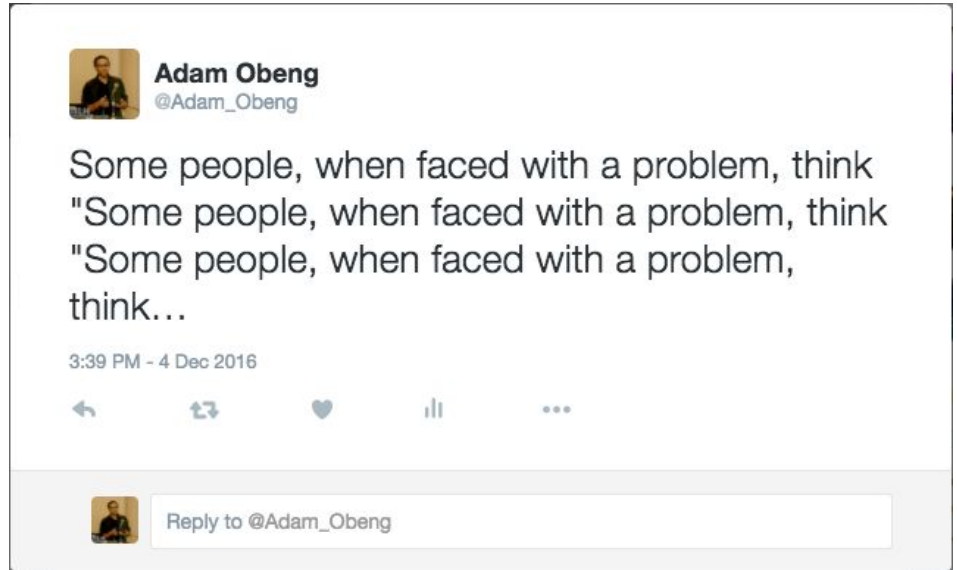 Adam Obeng
@Adam_Obeng
Some people, when faced with a problem, think
"Some people, when faced with a problem, think
"Some people, when faced with a problem,
think...
3:39 PM - 4 Dec 2016
Reply to @Adam_Obeng